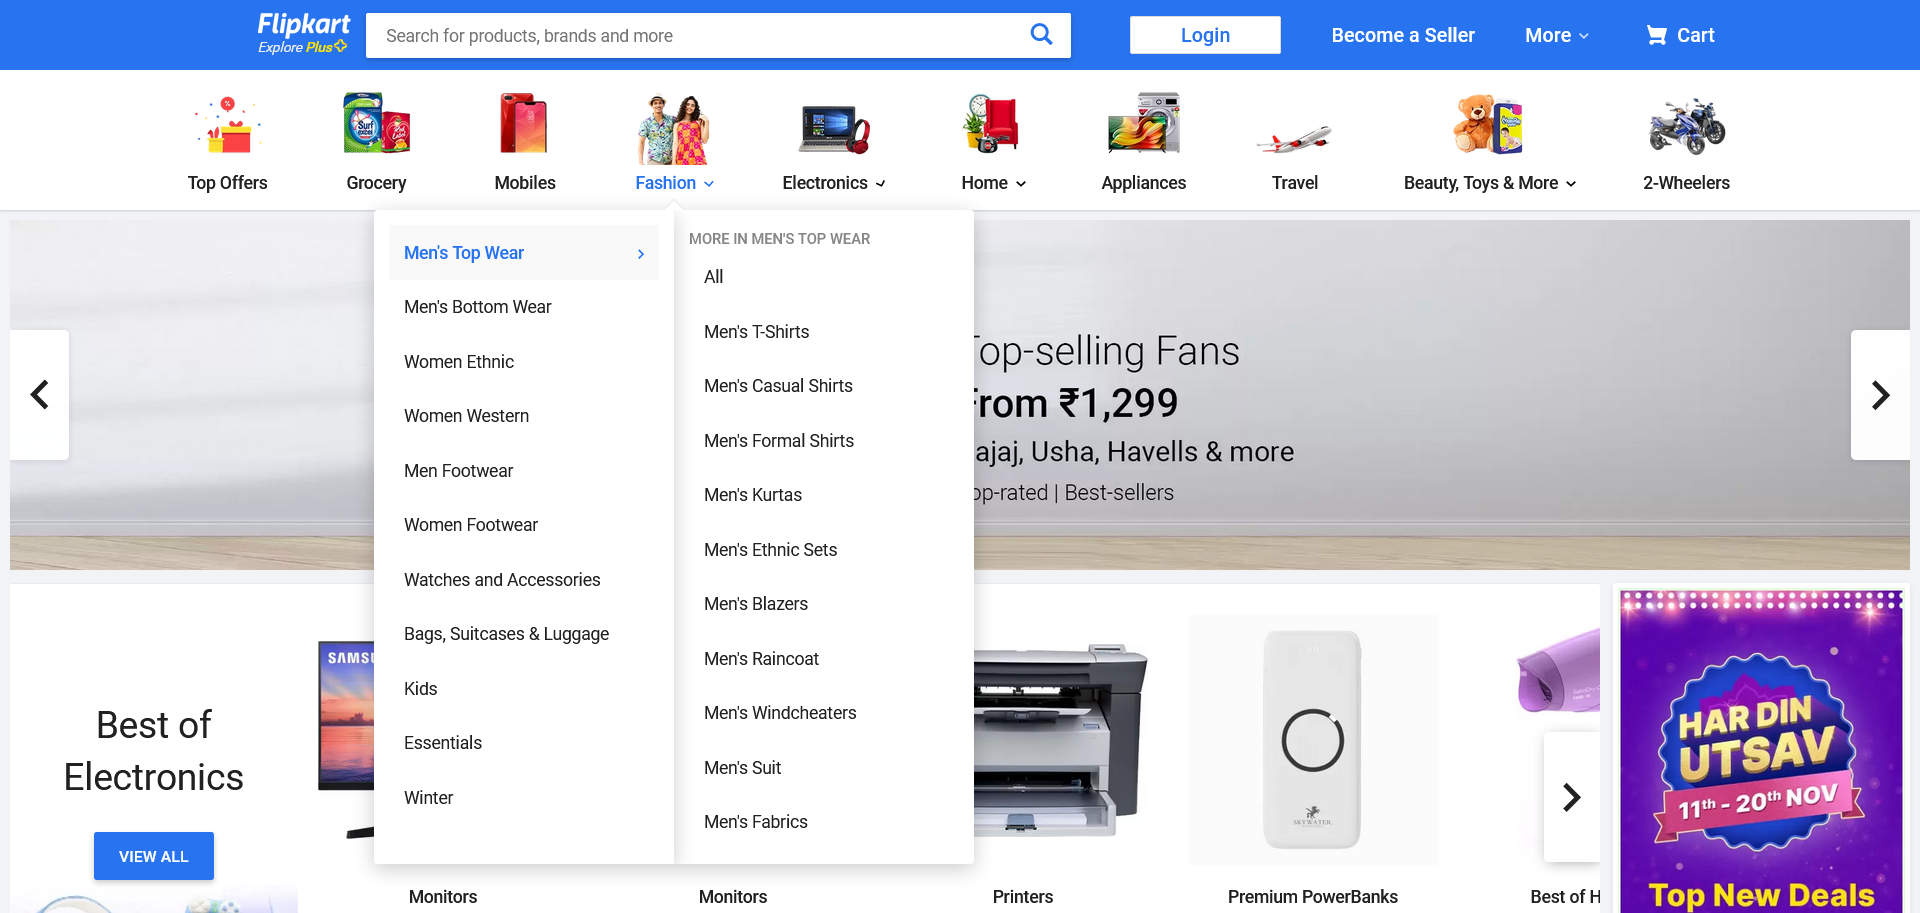 Flipkart
Explore Plus
Search for products, brands and more
Login
Become a Seller
More
Cart
Top Offers
Grocery
Mobiles
Fashion
Electronics
Home
Appliances
Travel
Beauty, Toys & More
2-Wheelers
Surf
excel
Men's Top Wear
Men's Bottom Wear
Women Ethnic
Women Western
Men Footwear
Women Footwear
Watches and Accessories
Bags, Suitcases & Luggage
Kids
Essentials
Winter
MORE IN MEN'S TOP WEAR
All
Men's T-Shirts
Men's Casual Shirts
Men's Formal Shirts
Men's Kurtas
Men's Ethnic Sets
Men's Blazers
Men's Raincoat
Men's Windcheaters
Men's Suit
Men's Fabrics
Top-selling Fans
From ₹1,299
ajaj, Usha, Havells & more
op-rated | Best-sellers
Best of
Electronics
VIEW ALL
SAMSU
SKYWATER
Monitors
Monitors
Printers
Premium PowerBanks
Best of H
HAR DIN
UTSAV
11th - 20th NOV
Top New Deals